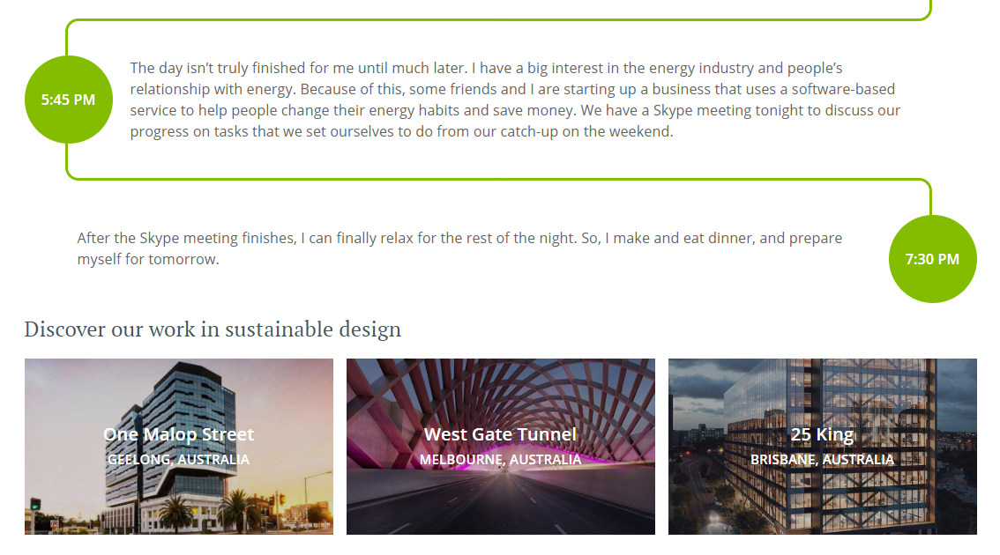 5:45 PM
The day isn’t truly finished for me until much later. I have a big interest in the energy industry and people’s
relationship with energy. Because of this, some friends and I are starting up a business that uses a software-based
service to help people change their energy habits and save money. We have a Skype meeting tonight to discuss our
progress on tasks that we set ourselves to do from our catch-up on the weekend.
After the Skype meeting finishes, I can finally relax for the rest of the night. So, I make and eat dinner, and prepare
myself for tomorrow.
7:30 PM
Discover our work in sustainable design
One Malop Street
GEELONG, AUSTRALIA
West Gate Tunnel
MELBOURNE, AUSTRALIA
25 King
BRISBANE, AUSTRALIA